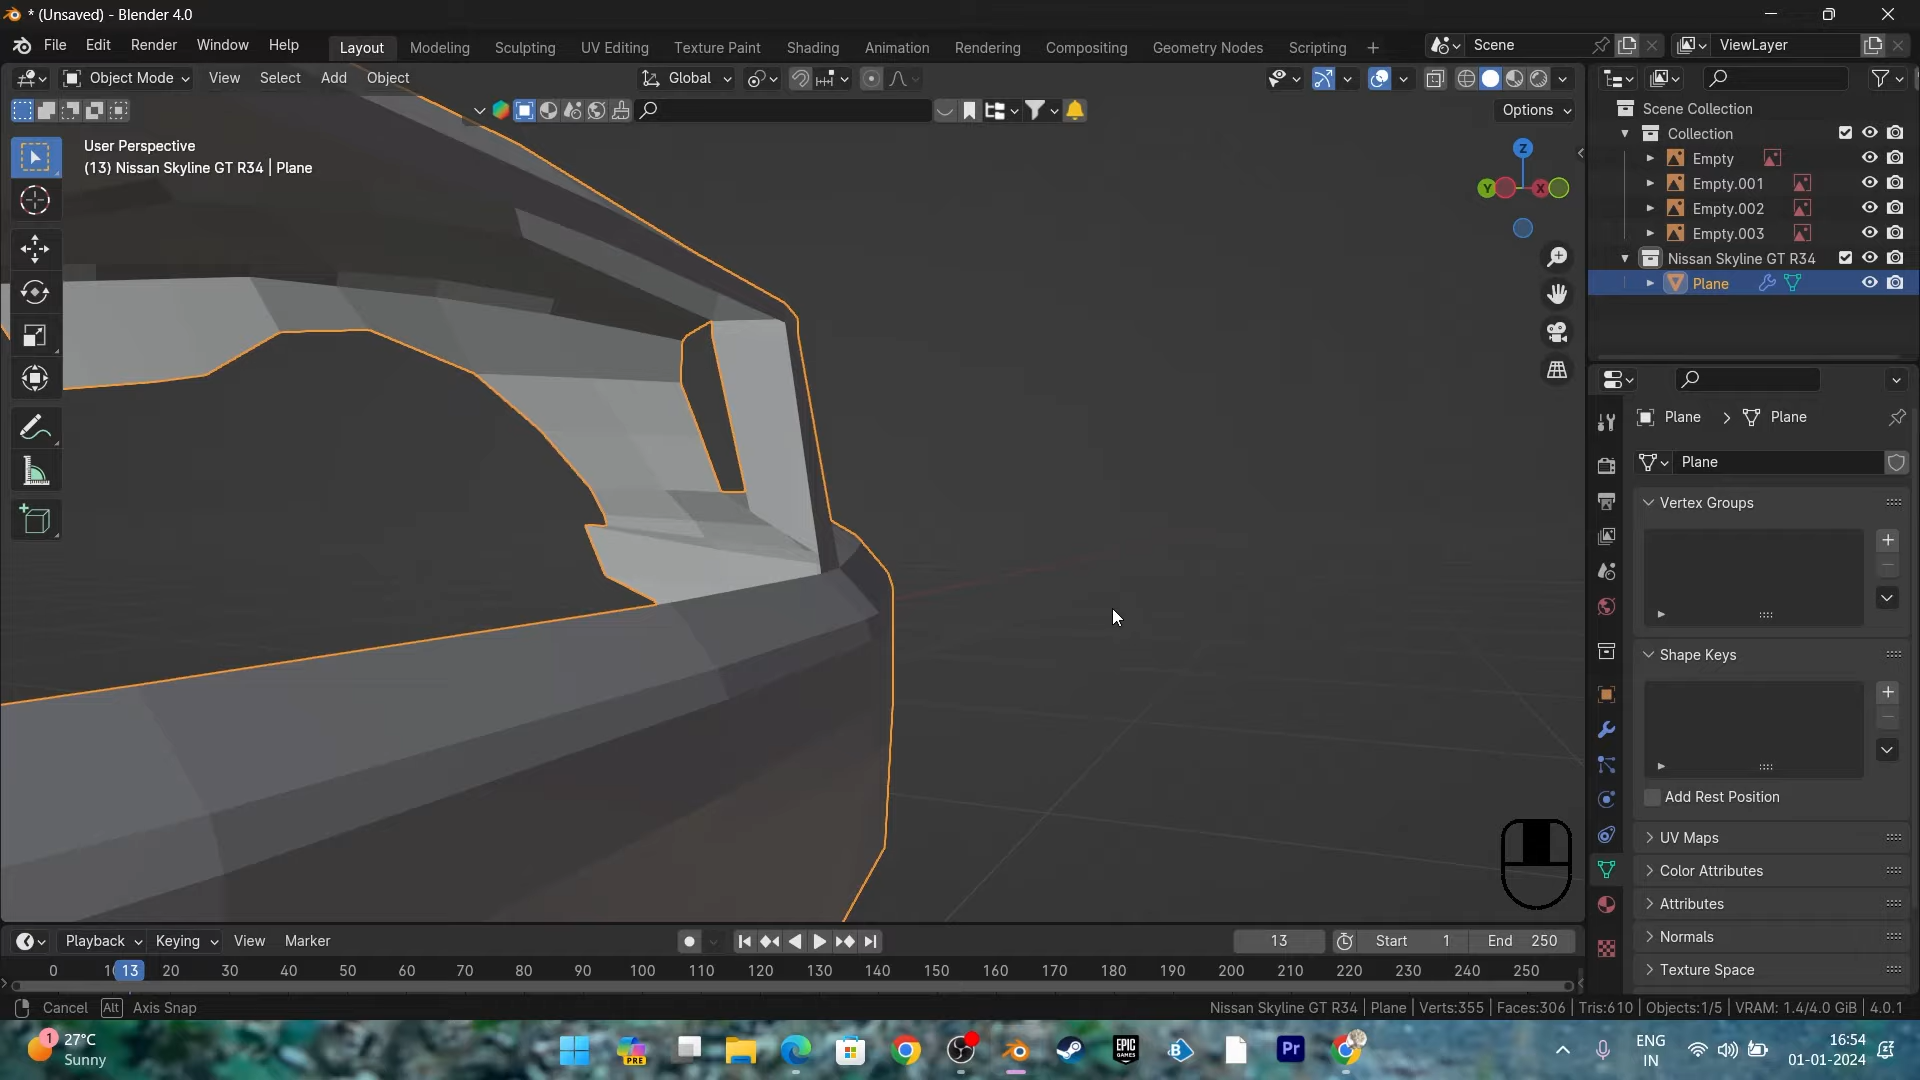 * (Unsaved) - Blender 4.0
File Edit Render Window Help Layout Modeling Sculpting UV Editing Texture Paint Shading Animation Rendering Compositing Geometry Nodes Scripting + Scene ViewLayer
Object Mode View Select Add Object Global
Options
User Perspective
(13) Nissan Skyline GT R34 | Plane
Z
Y X
Scene Collection
Collection
Empty
Empty.001
Empty.002
Empty.003
Nissan Skyline GT R34
Plane
Plane > Plane
Plane
Vertex Groups
Shape Keys
Add Rest Position
UV Maps
Color Attributes
Attributes
Normals
Texture Space
Playback Keying View Marker 13 Start 1 End 250
0 13 20 30 40 50 60 70 80 90 100 110 120 130 140 150 160 170 180 190 200 210 220 230 240 250
Cancel Alt Axis Snap Nissan Skyline GT R34 | Plane | Verts:355 | Faces:306 | Tris:610 | Objects:1/5 | VRAM: 1.4/4.0 GiB | 4.0.1
1 27°C
Sunny
PRE
EPIC GAMES
Pr
ENG
IN
16:54
01-01-2024